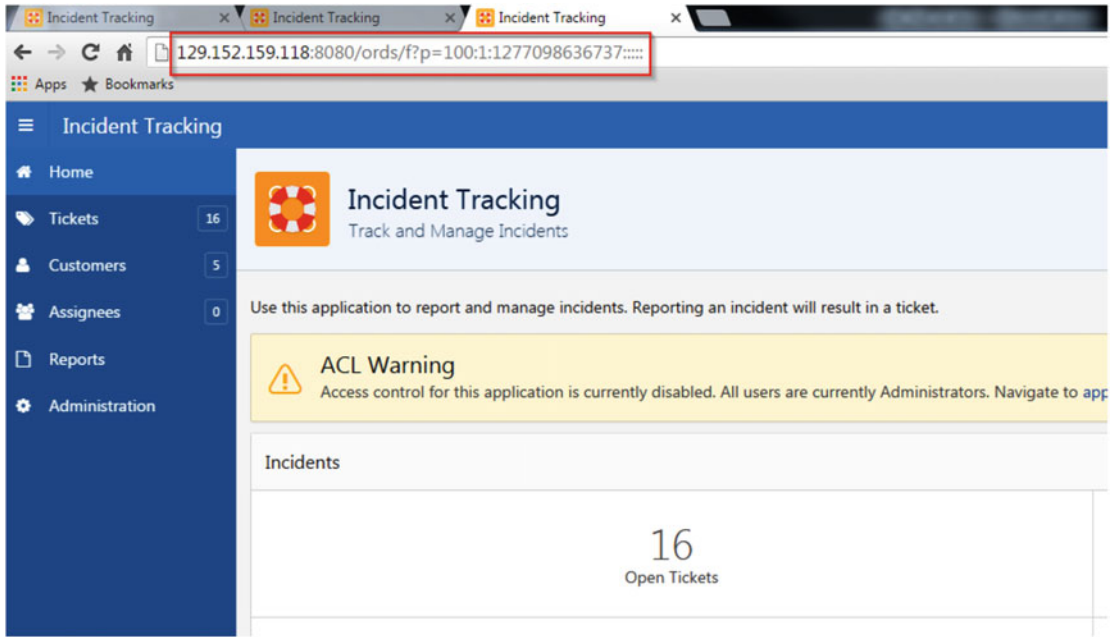 Incident Tracking
Incident Tracking
Incident Tracking
129.152.159.118:8080/ords/f?p=100:1:1277098636737:::::
Apps
Bookmarks
Incident Tracking
Home
Tickets 16
Customers 5
Assignees 0
Reports
Administration
Incident Tracking
Track and Manage Incidents
Use this application to report and manage incidents. Reporting an incident will result in a ticket.
ACL Warning
Access control for this application is currently disabled. All users are currently Administrators. Navigate to app
Incidents
16
Open Tickets